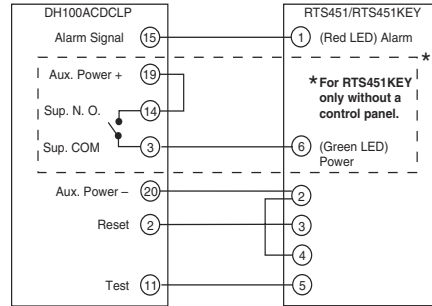 DH100ACDCLP
RTS451/RTS451KEY
Alarm Signal 15
1 (Red LED) Alarm
*
Aux. Power + 19
*For RTS451KEY
only without a
control panel.
Sup. N. O. 14
Sup. COM 3
6 (Green LED)
Power
Aux. Power – 20
2
Reset 2
3
4
Test 11
5